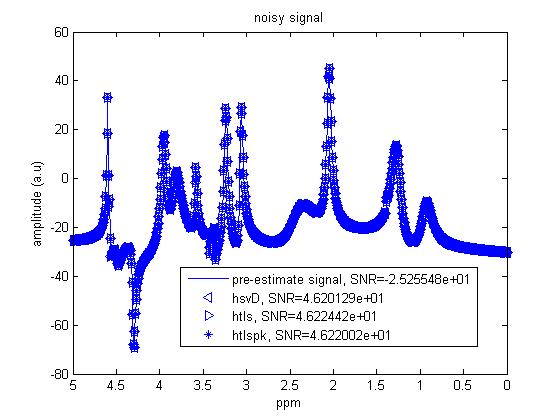 noisy signal
60
40
20
0
-20
-40
-60
-80
amplitude (a.u)
pre-estimate signal, SNR=-2.525548e+01
hsvD, SNR=4.620129e+01
htls, SNR=4.622442e+01
htlspk, SNR=4.622002e+01
5 4.5 4 3.5 3 2.5 2 1.5 1 0.5 0
ppm